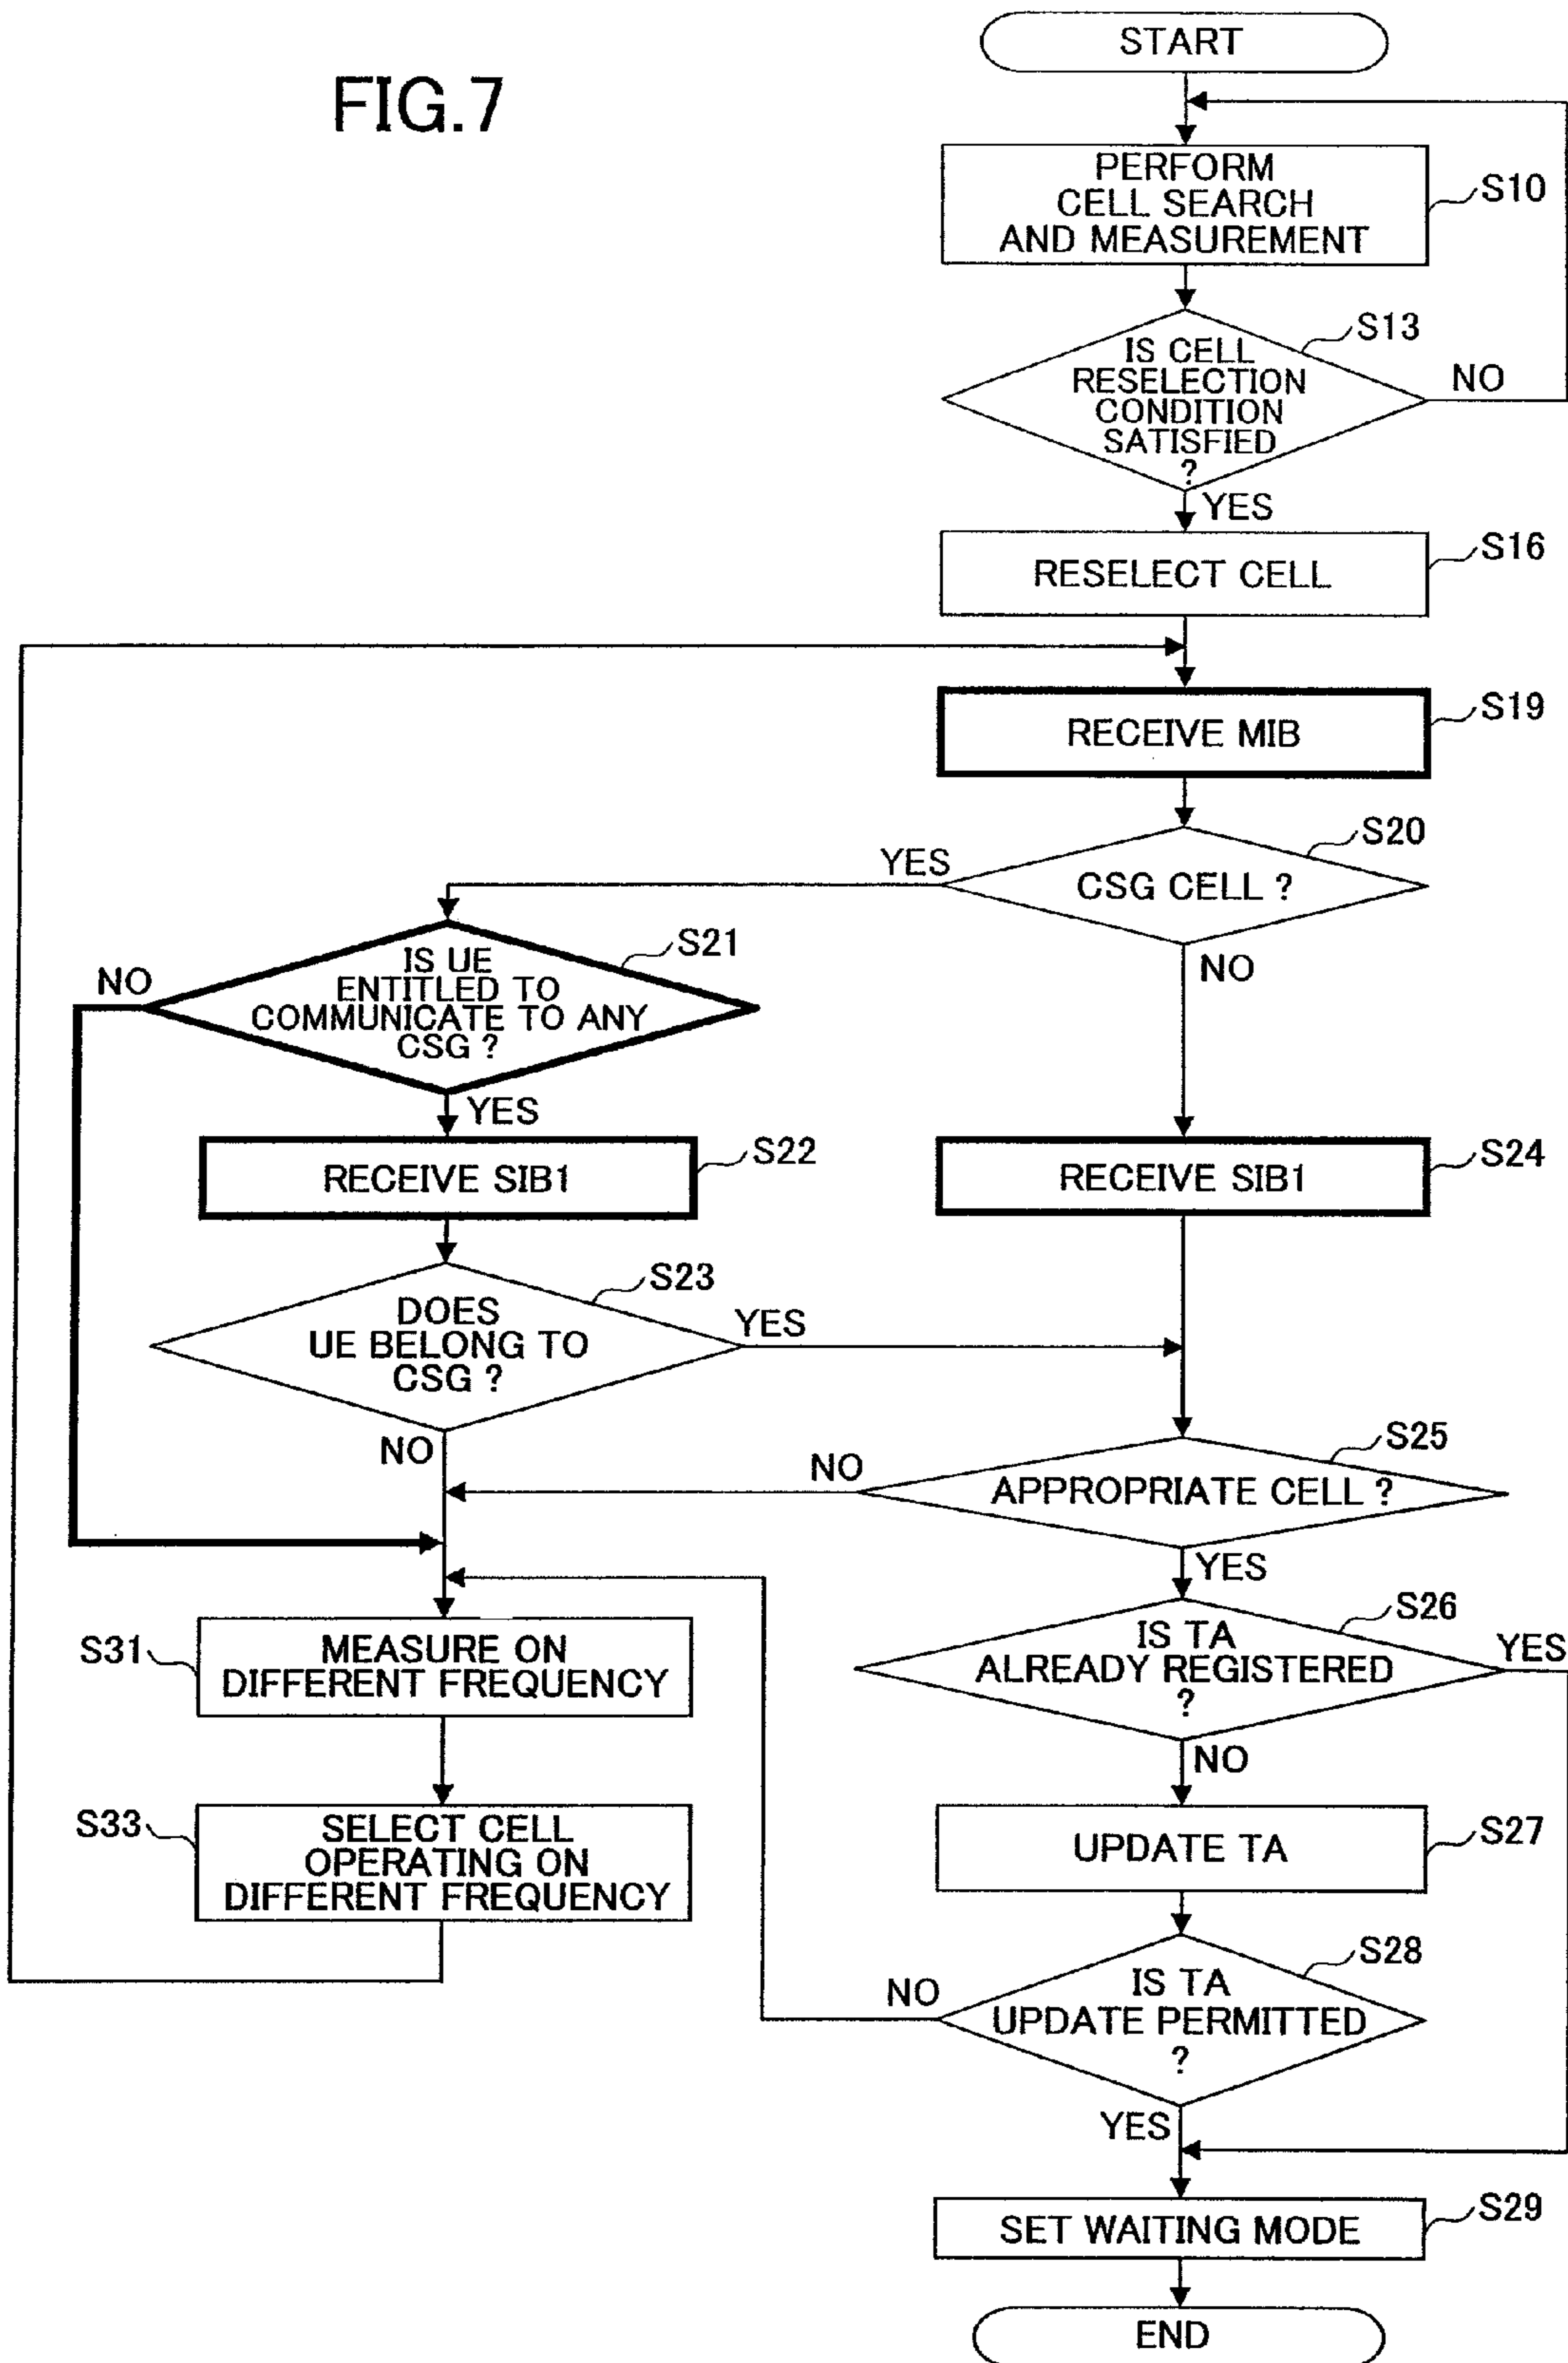 FIG.7
START
PERFORM
CELL SEARCH
AND MEASUREMENT
S10
IS CELL
RESELECTION
CONDITION
SATISFIED
?
S13
NO
YES
RESELECT CELL
S16
RECEIVE MIB
S19
CSG CELL ?
S20
YES
NO
IS UE
ENTITLED TO
COMMUNICATE TO ANY
CSG ?
S21
NO
YES
RECEIVE SIB1
S22
RECEIVE SIB1
S24
DOES
UE BELONG TO
CSG ?
S23
YES
NO
APPROPRIATE CELL ?
S25
NO
YES
S31
MEASURE ON
DIFFERENT FREQUENCY
IS TA
ALREADY REGISTERED
?
S26
YES
NO
S33
SELECT CELL
OPERATING ON
DIFFERENT FREQUENCY
UPDATE TA
S27
IS TA
UPDATE PERMITTED
?
S28
NO
YES
SET WAITING MODE
S29
END